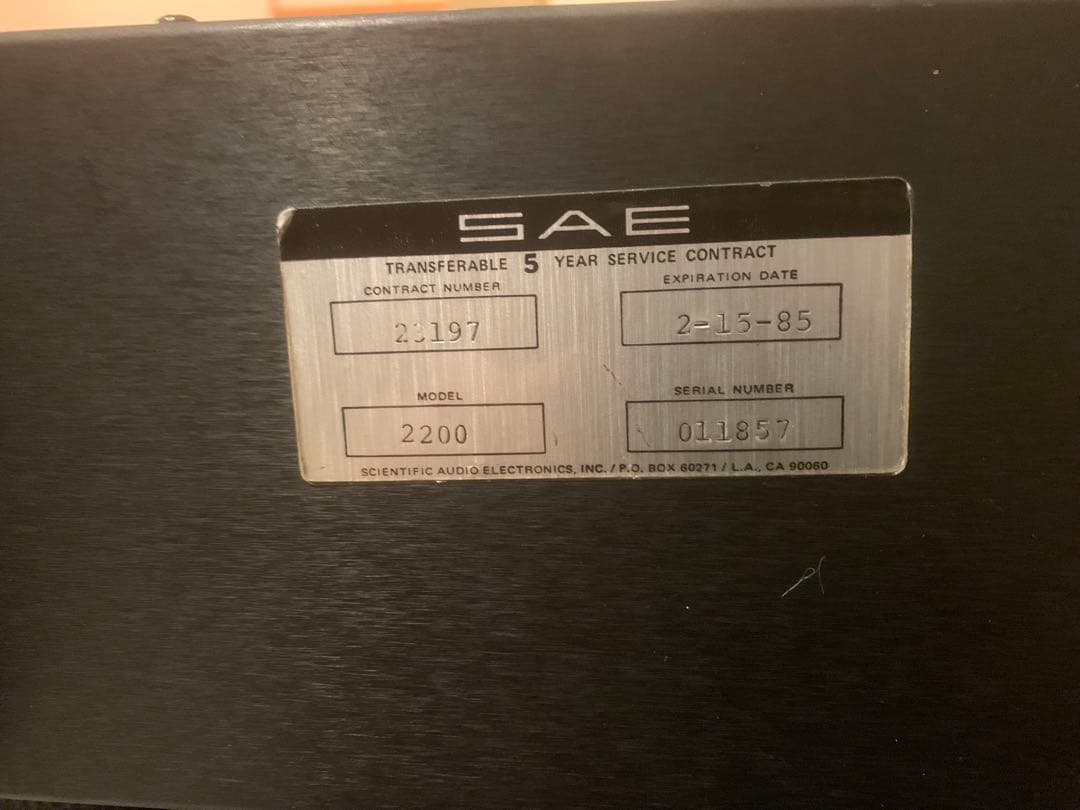 SAE
TRANSFERABLE 5 YEAR SERVICE CONTRACT
CONTRACT NUMBER EXPIRATION DATE
23197 2-15-85
MODEL SERIAL NUMBER
2200 011857
SCIENTIFIC AUDIO ELECTRONICS, INC. / P.O. BOX 60271 / L.A., CA 90060